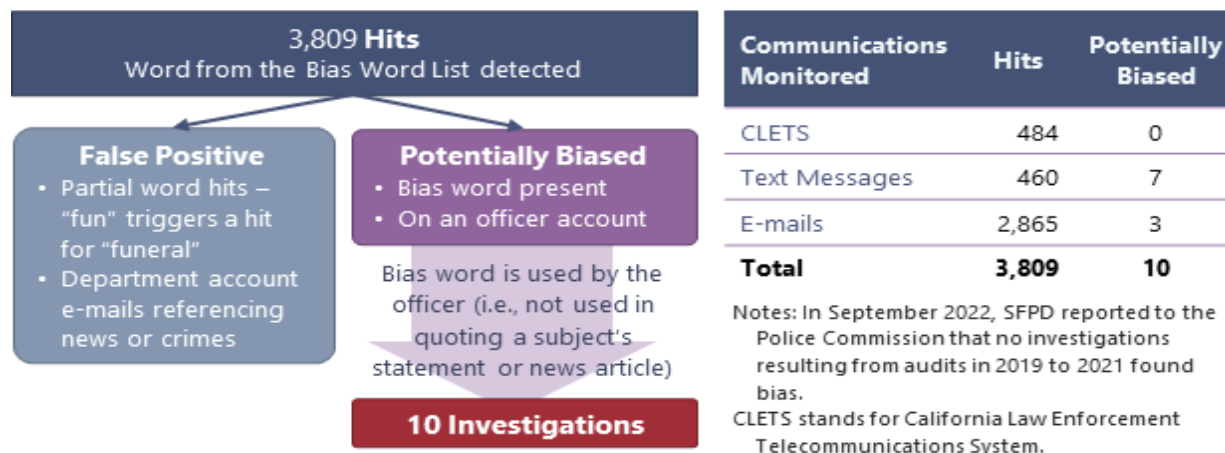 3,809 Hits
Word from the Bias Word List detected
False Positive
• Partial word hits –
“fun” triggers a hit
for “funeral”
• Department account
e-mails referencing
news or crimes
Potentially Biased
• Bias word present
• On an officer account
Bias word is used by the
officer (i.e., not used in
quoting a subject's
statement or news article)
10 Investigations
Communications Monitored Hits Potentially Biased
CLETS 484 0
Text Messages 460 7
E-mails 2,865 3
Total 3,809 10
Notes: In September 2022, SFPD reported to the
Police Commission that no investigations
resulting from audits in 2019 to 2021 found
bias.
CLETS stands for California Law Enforcement
Telecommunications System.